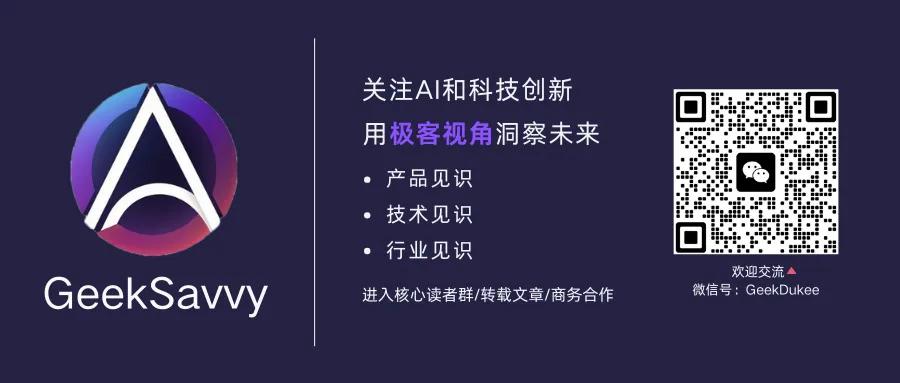 GeekSavvy
关注AI和科技创新
用极客视角洞察未来
• 产品见识
• 技术见识
• 行业见识
进入核心读者群/转载文章/商务合作
欢迎交流
微信号：GeekDukee